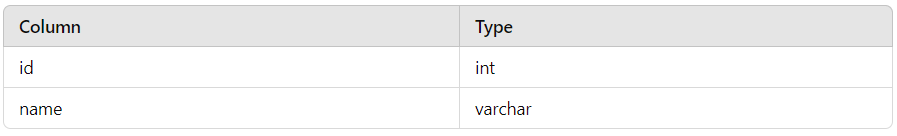 Column Type
id int
name varchar